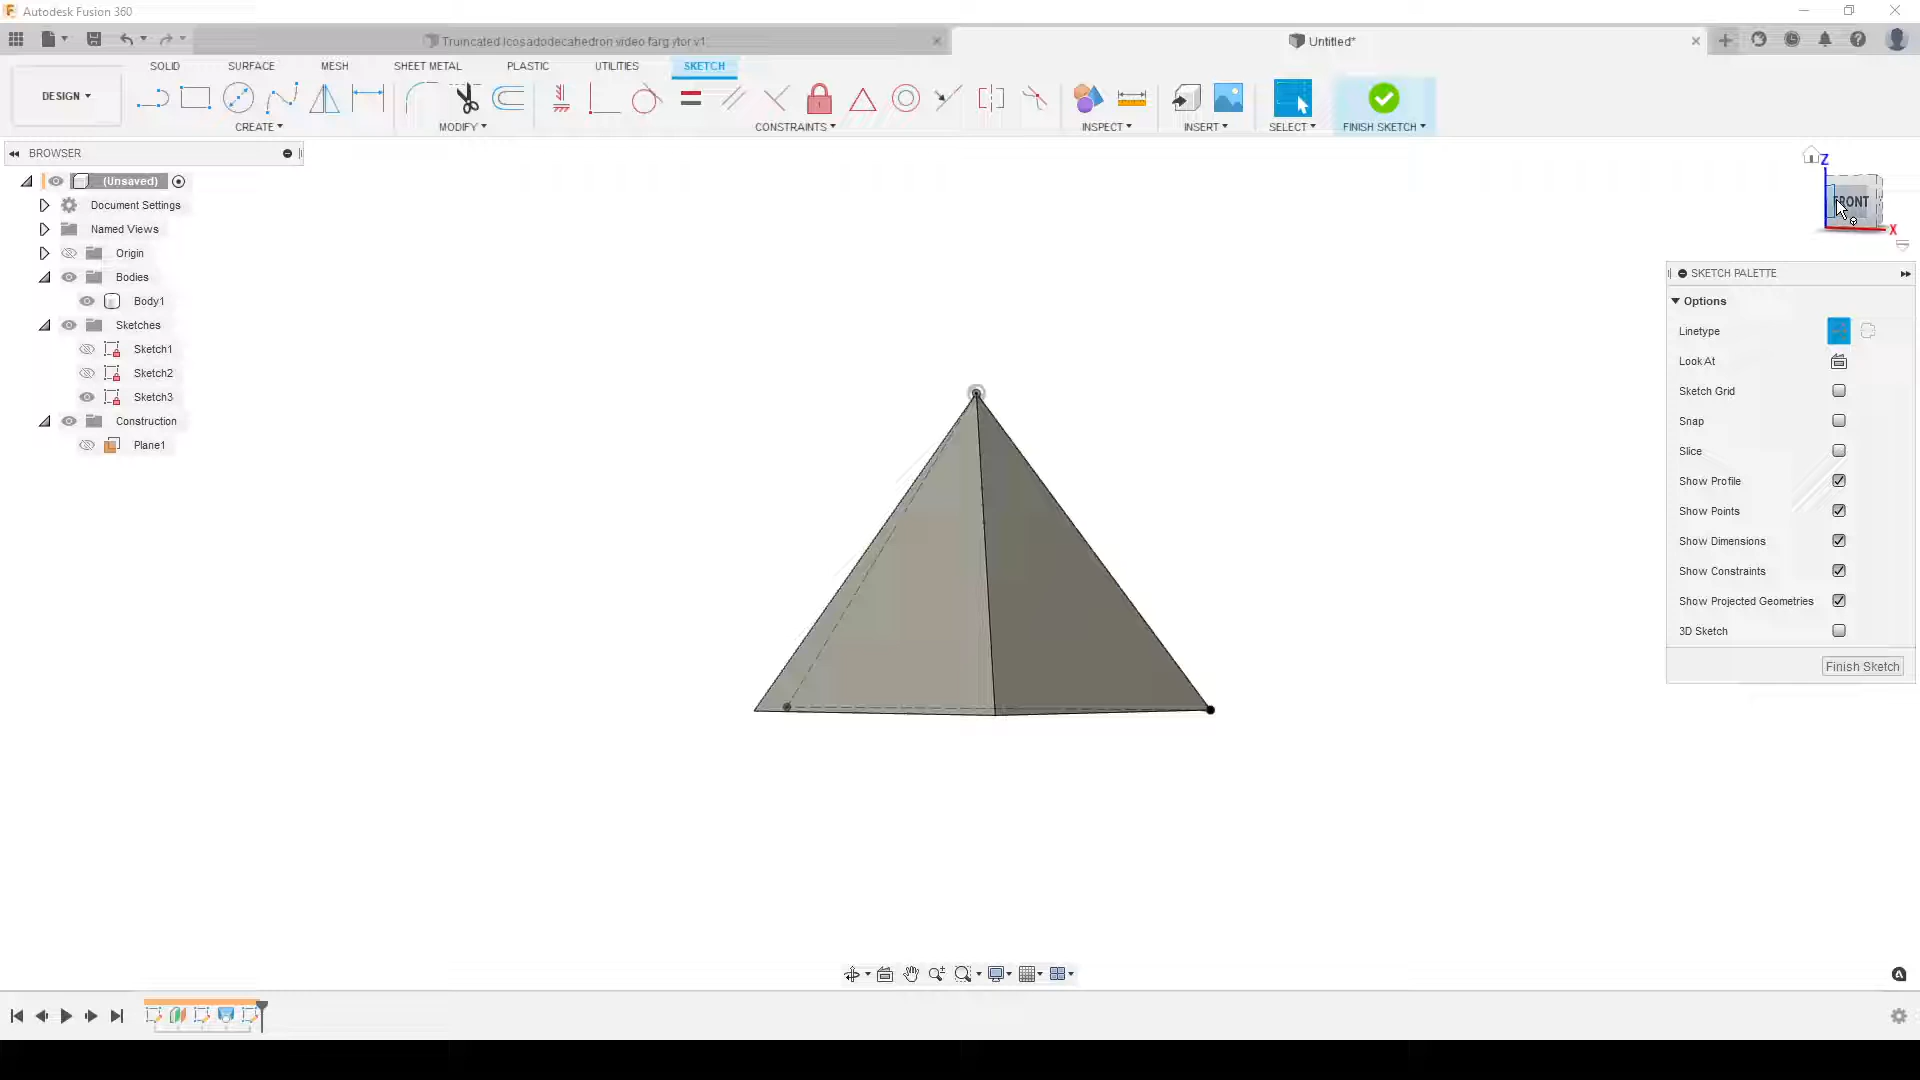 Autodesk Fusion 360
Truncated Icosadodecahedron video farg ytor v1
Untitled*
SOLID
SURFACE
MESH
SHEET METAL
PLASTIC
UTILITIES
SKETCH
DESIGN
CREATE
MODIFY
CONSTRAINTS
INSPECT
INSERT
SELECT
FINISH SKETCH
BROWSER
(Unsaved)
Document Settings
Named Views
Origin
Bodies
Body1
Sketches
Sketch1
Sketch2
Sketch3
Construction
Plane1
Z
FRONT
X
SKETCH PALETTE
Options
Linetype
Look At
Sketch Grid
Snap
Slice
Show Profile
Show Points
Show Dimensions
Show Constraints
Show Projected Geometries
3D Sketch
Finish Sketch